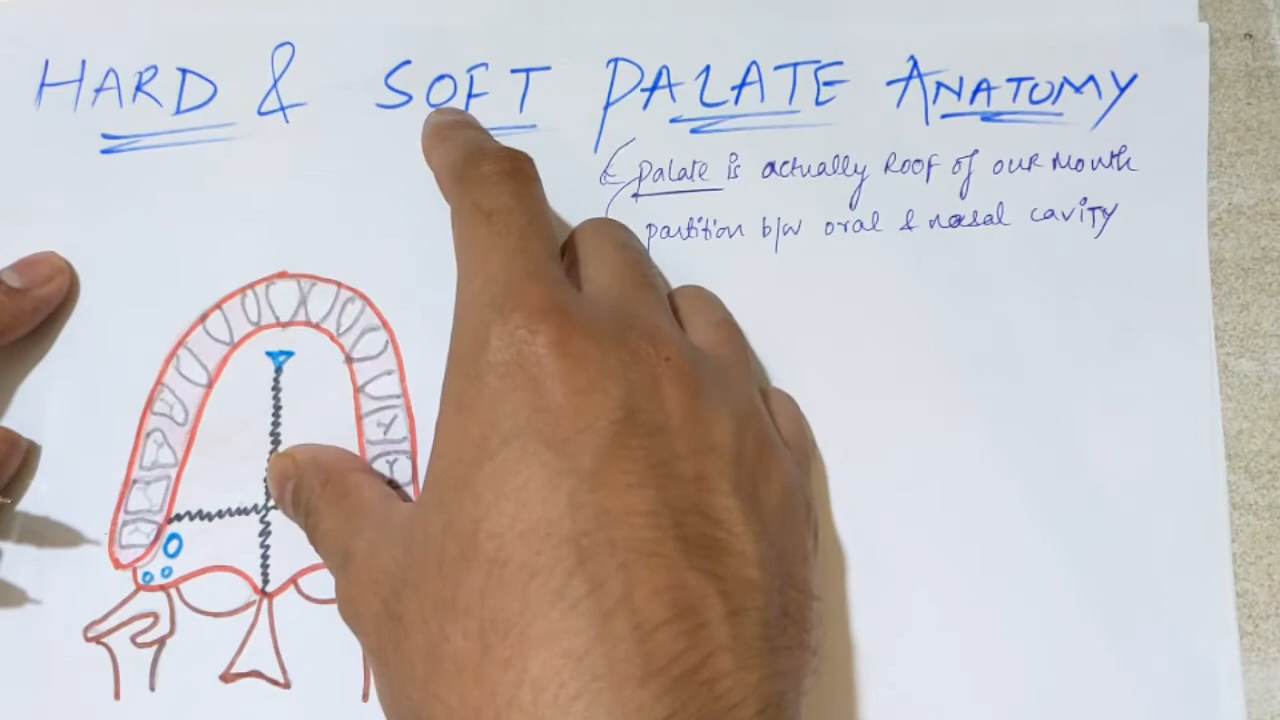 HARD & SOFT PALATE ANATOMY
Palate is actually Roof of our Mouth
partition b/w oral & nasal cavity